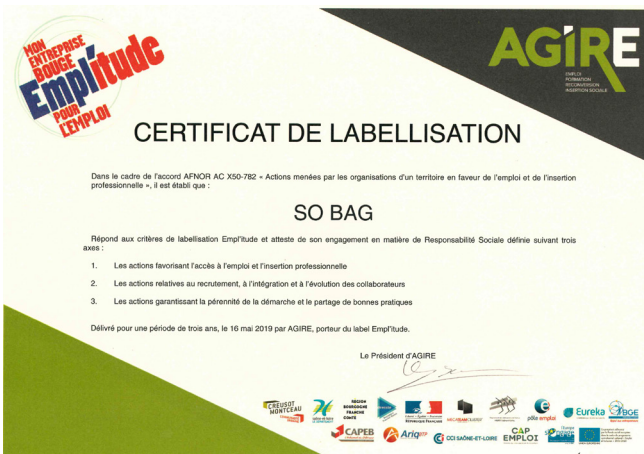 MON
ENTREPRISE
BOUGE
Empl'itude
POUR
L'EMPLOI
AGIRE
EMPLOI
FORMATION
RECONVERSION
INSERTION SOCIALE
CERTIFICAT DE LABELLISATION
Dans le cadre de l'accord AFNOR AC X50-782 « Actions menées par les organisations d'un territoire en faveur de l'emploi et de l'insertion
professionnelle », il est établi que :
SO BAG
Répond aux critères de labellisation Empl'itude et atteste de son engagement en matière de Responsabilité Sociale définie suivant trois
axes :
1. Les actions favorisant l'accès à l'emploi et l'insertion professionnelle
2. Les actions relatives au recrutement, à l'intégration et à l'évolution des collaborateurs
3. Les actions garantissant la pérennité de la démarche et le partage de bonnes pratiques
Délivré pour une période de trois ans, le 16 mai 2019 par AGIRE, porteur du label Empl'itude.
Le Président d'AGIRE
CREUSOT
MONTCEAU
REGION
BOURGOGNE
FRANCHE
COMTE
RÉPUBLIQUE FRANÇAISE
pôle emploi
Eureka
BGE
CAPEB
Ariq BTP
CCI SAÔNE-ET-LOIRE
CAP
EMPLOI